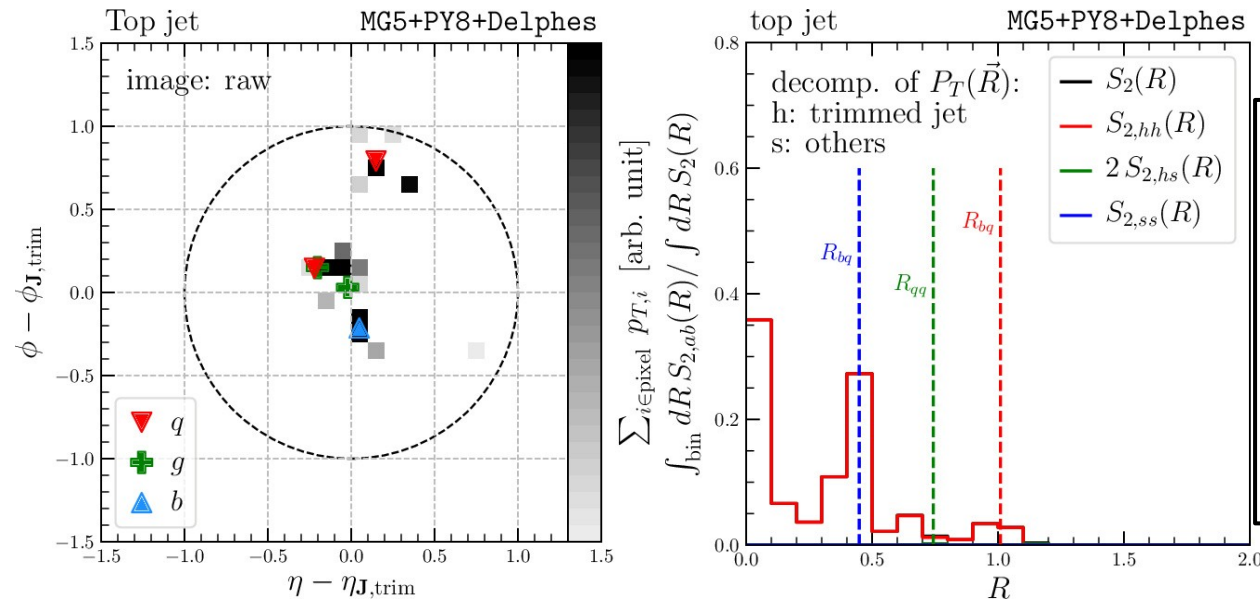 Top jet
MG5+PY8+Delphes
image: raw
1.5
1.0
0.5
0.0
−0.5
−1.0
−1.5
ϕ − ϕJ,trim
q
g
b
−1.5
−1.0
−0.5
0.0
0.5
1.0
1.5
η − ηJ,trim
∑i∈pixel pT,i [arb. unit]
top jet
MG5+PY8+Delphes
decomp. of PT(R⃗):
h: trimmed jet
s: others
S2(R)
S2,hh(R)
2 S2,hs(R)
S2,ss(R)
Rbq
Rqq
Rbq
∫bin dR S2,ab(R)/ ∫ dR S2(R)
0.8
0.6
0.4
0.2
0.0
0.0
0.5
1.0
1.5
2.0
R